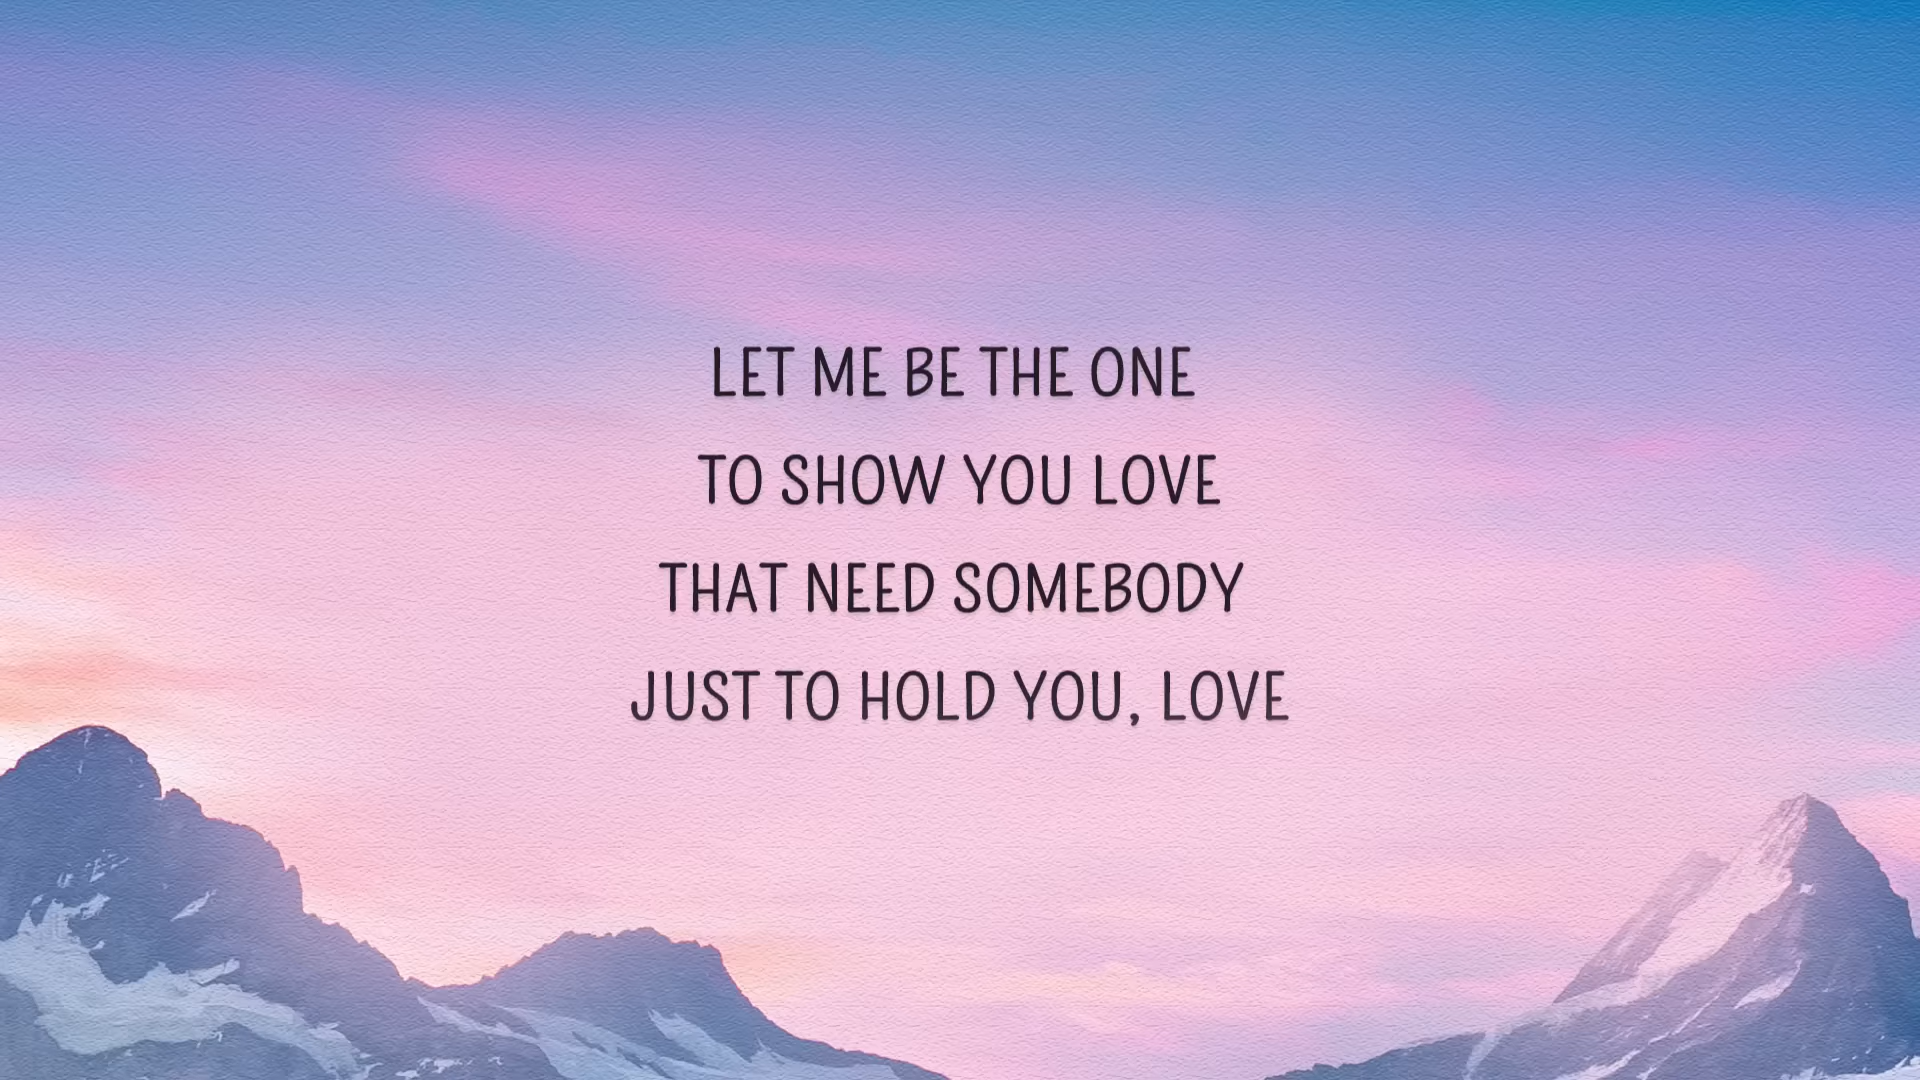 LET ME BE THE ONE
TO SHOW YOU LOVE
THAT NEED SOMEBODY
JUST TO HOLD YOU, LOVE